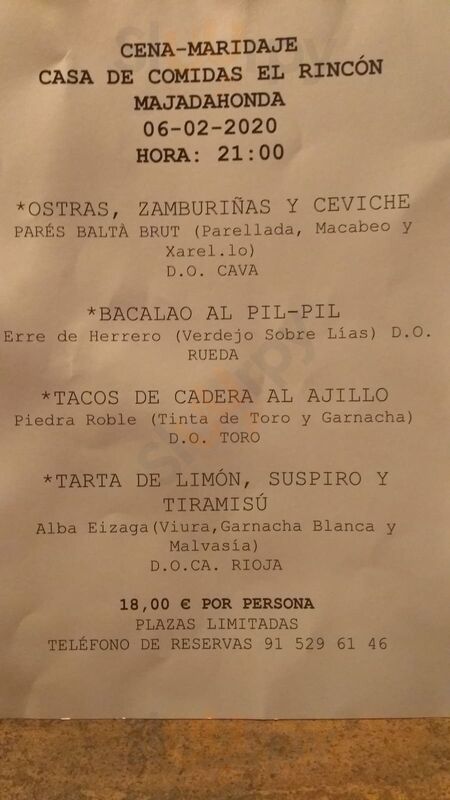 CENA-MARIDAJE
CASA DE COMIDAS EL RINCÓN
MAJADAHONDA
06-02-2020
HORA: 21:00
*OSTRAS, ZAMBURIÑAS Y CEVICHE
PARÉS BALTÀ BRUT (Parellada, Macabeo y
Xarel.lo)
D.O. CAVA
*BACALAO AL PIL-PIL
Erre de Herrero (Verdejo Sobre Lías) D.O.
RUEDA
*TACOS DE CADERA AL AJILLO
Piedra Roble (Tinta de Toro y Garnacha)
D.O. TORO
*TARTA DE LIMÓN, SUSPIRO Y
TIRAMISÚ
Alba Eizaga(Viura,Garnacha Blanca y
Malvasía)
D.O.CA. RIOJA
18,00 € POR PERSONA
PLAZAS LIMITADAS
TELÉFONO DE RESERVAS 91 529 61 46